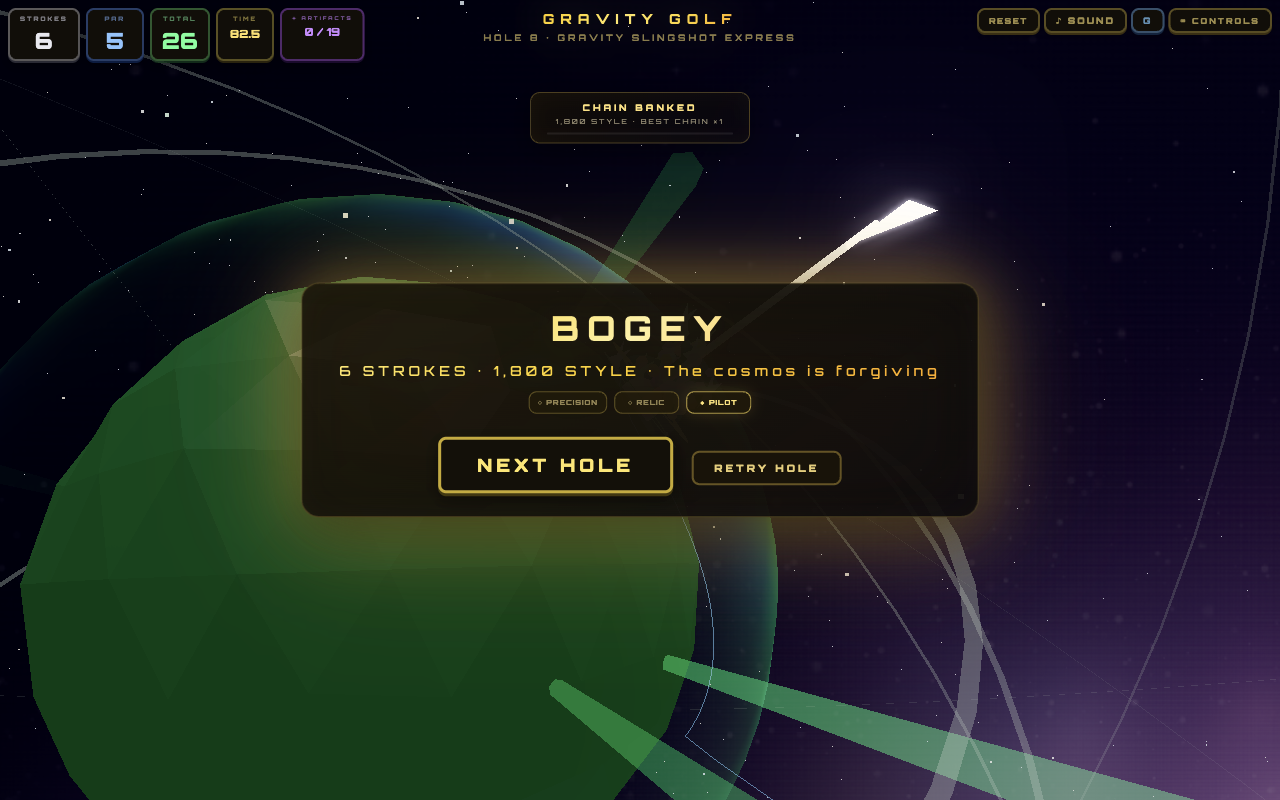 STROKES
6
PAR
5
TOTAL
26
TIME
82.5
✦ ARTIFACTS
0 / 19
GRAVITY GOLF
HOLE 8 · GRAVITY SLINGSHOT EXPRESS
RESET
♪ SOUND
G
CONTROLS
CHAIN BANKED
1,800 STYLE · BEST CHAIN ×1
BOGEY
6 STROKES · 1,800 STYLE · The cosmos is forgiving
◇ PRECISION
◇ RELIC
◆ PILOT
NEXT HOLE
RETRY HOLE